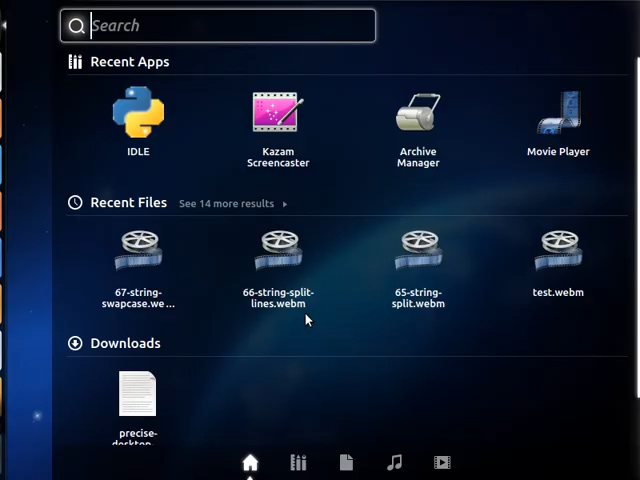 Search
Recent Apps
IDLE
Kazam
Screencaster
Archive
Manager
Movie Player
Recent Files See 14 more results
67-string-
swapcase.we...
66-string-split-
lines.webm
65-string-
split.webm
test.webm
Downloads
precise-
desktop-